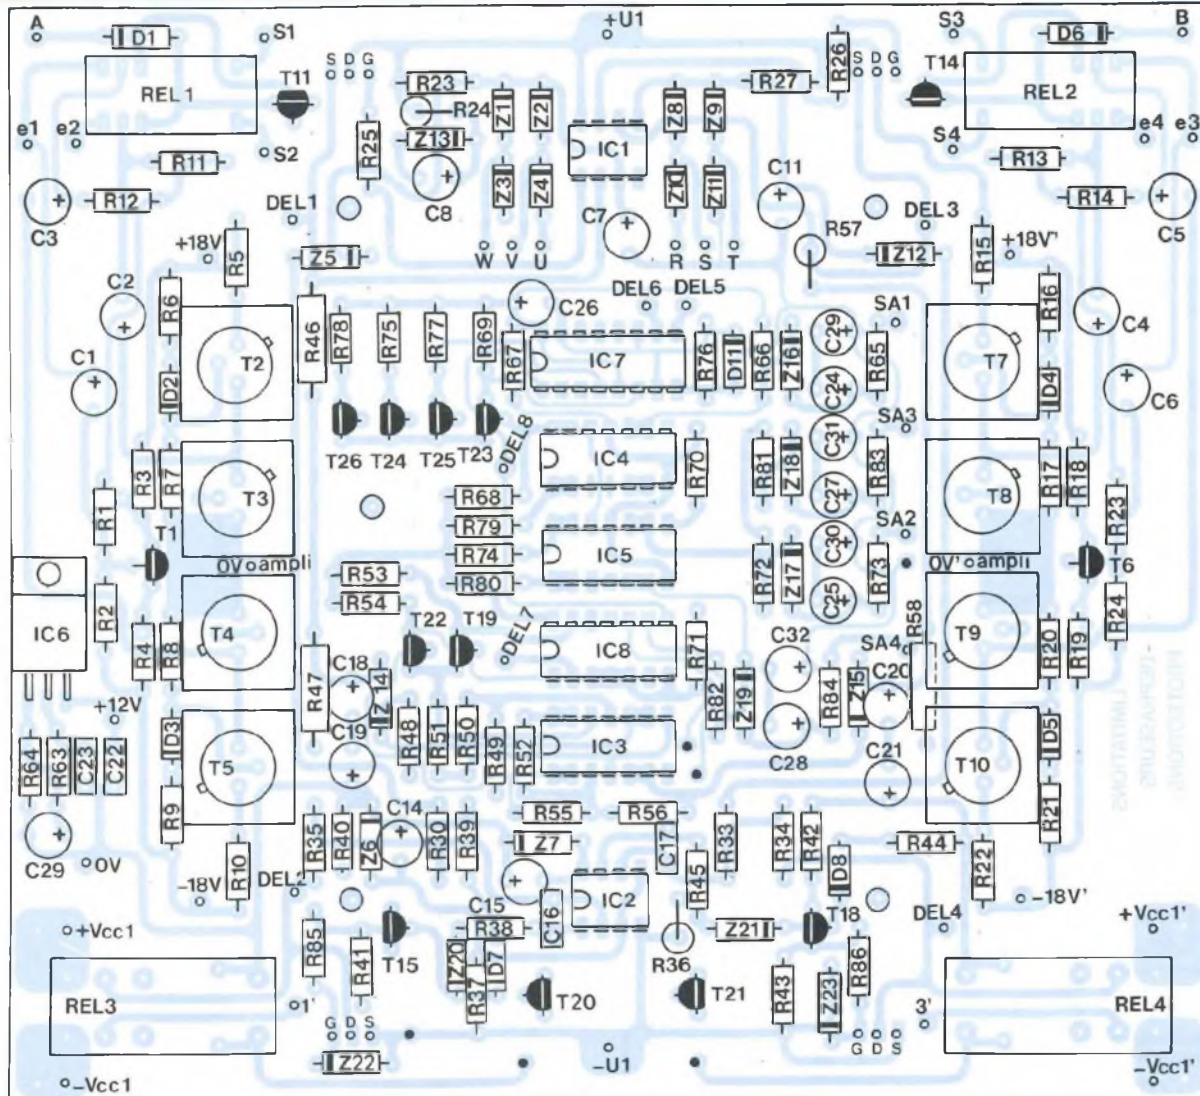 A
D1
S1
+U1
S3
D6
B
REL 1
T11
S D G
R23
R24
Z1
Z2
Z8
Z9
R27
R26
S D G
T14
REL2
e1
e2
S2
R11
R25
Z13
IC1
S4
R13
e4
e3
R12
C3
DEL1
C8
Z3
Z4
C7
Z10
Z11
C11
R57
DEL3
R14
C5
+18V
R5
Z5
W V U
R S T
Z12
R15
+18V'
C2
R6
R46
R78
R75
R77
R69
C26
DEL6
DEL5
SA1
R16
C4
C1
D2
T2
R67
IC7
R76
D11
R66
Z16
C29
R65
T7
D4
C6
C24
T26
T24
T25
T23
DEL8
SA3
C31
R3
R7
T3
IC4
R70
R81
Z18
R83
T8
R17
R18
R1
R68
R79
C27
SA2
R23
T1
0V ampli
R74
IC5
C30
0V' ampli
T6
R53
R80
R72
Z17
R73
R54
C25
IC6
R2
R4
R8
T4
T22
T19
DEL7
IC8
R71
C32
SA4
R58
T9
R20
R19
R24
+12V
R47
C18
Z14
R82
Z19
R84
Z15
C20
R64
R63
C23
C22
D3
T5
C19
R48
R51
R50
R49
R52
IC3
C28
C21
T10
D5
R9
R55
R56
R21
C29
0V
R35
R40
Z6
C14
R30
R39
Z7
C17
R33
R34
R42
R44
-18V
R10
DEL2
D8
R22
-18V'
R45
C15
C16
IC2
+Vcc1
R85
R41
T15
R38
R36
Z21
T18
DEL4
+Vcc1'
Z20
D7
R37
R86
REL3
1'
T20
T21
R43
Z23
3'
REL4
G D S
Z22
-U1
G D S
-Vcc1
-Vcc1'
LIMITATIONS